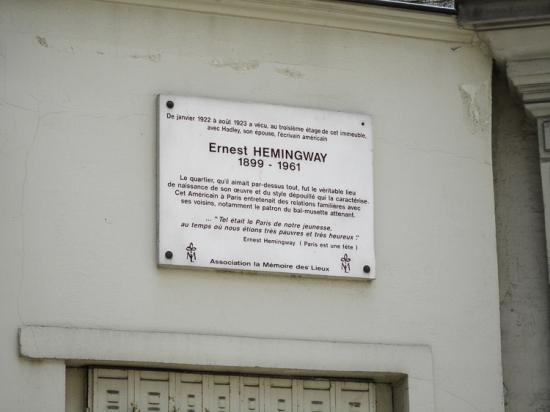 De janvier 1922 à août 1923 a vécu, au troisième étage de cet immeuble,
avec Hadley, son épouse, l'écrivain américain
Ernest HEMINGWAY
1899 - 1961
Le quartier, qu'il aimait par-dessus tout, fut le véritable lieu
de naissance de son œuvre et du style dépouillé qui la caractérise.
Cet Américain à Paris entretenait des relations familières avec
ses voisins, notamment le patron du bal-musette attenant.
... "Tel était le Paris de notre jeunesse,
au temps où nous étions très pauvres et très heureux."
Ernest Hemingway ( Paris est une fête )
Association la Mémoire des Lieux